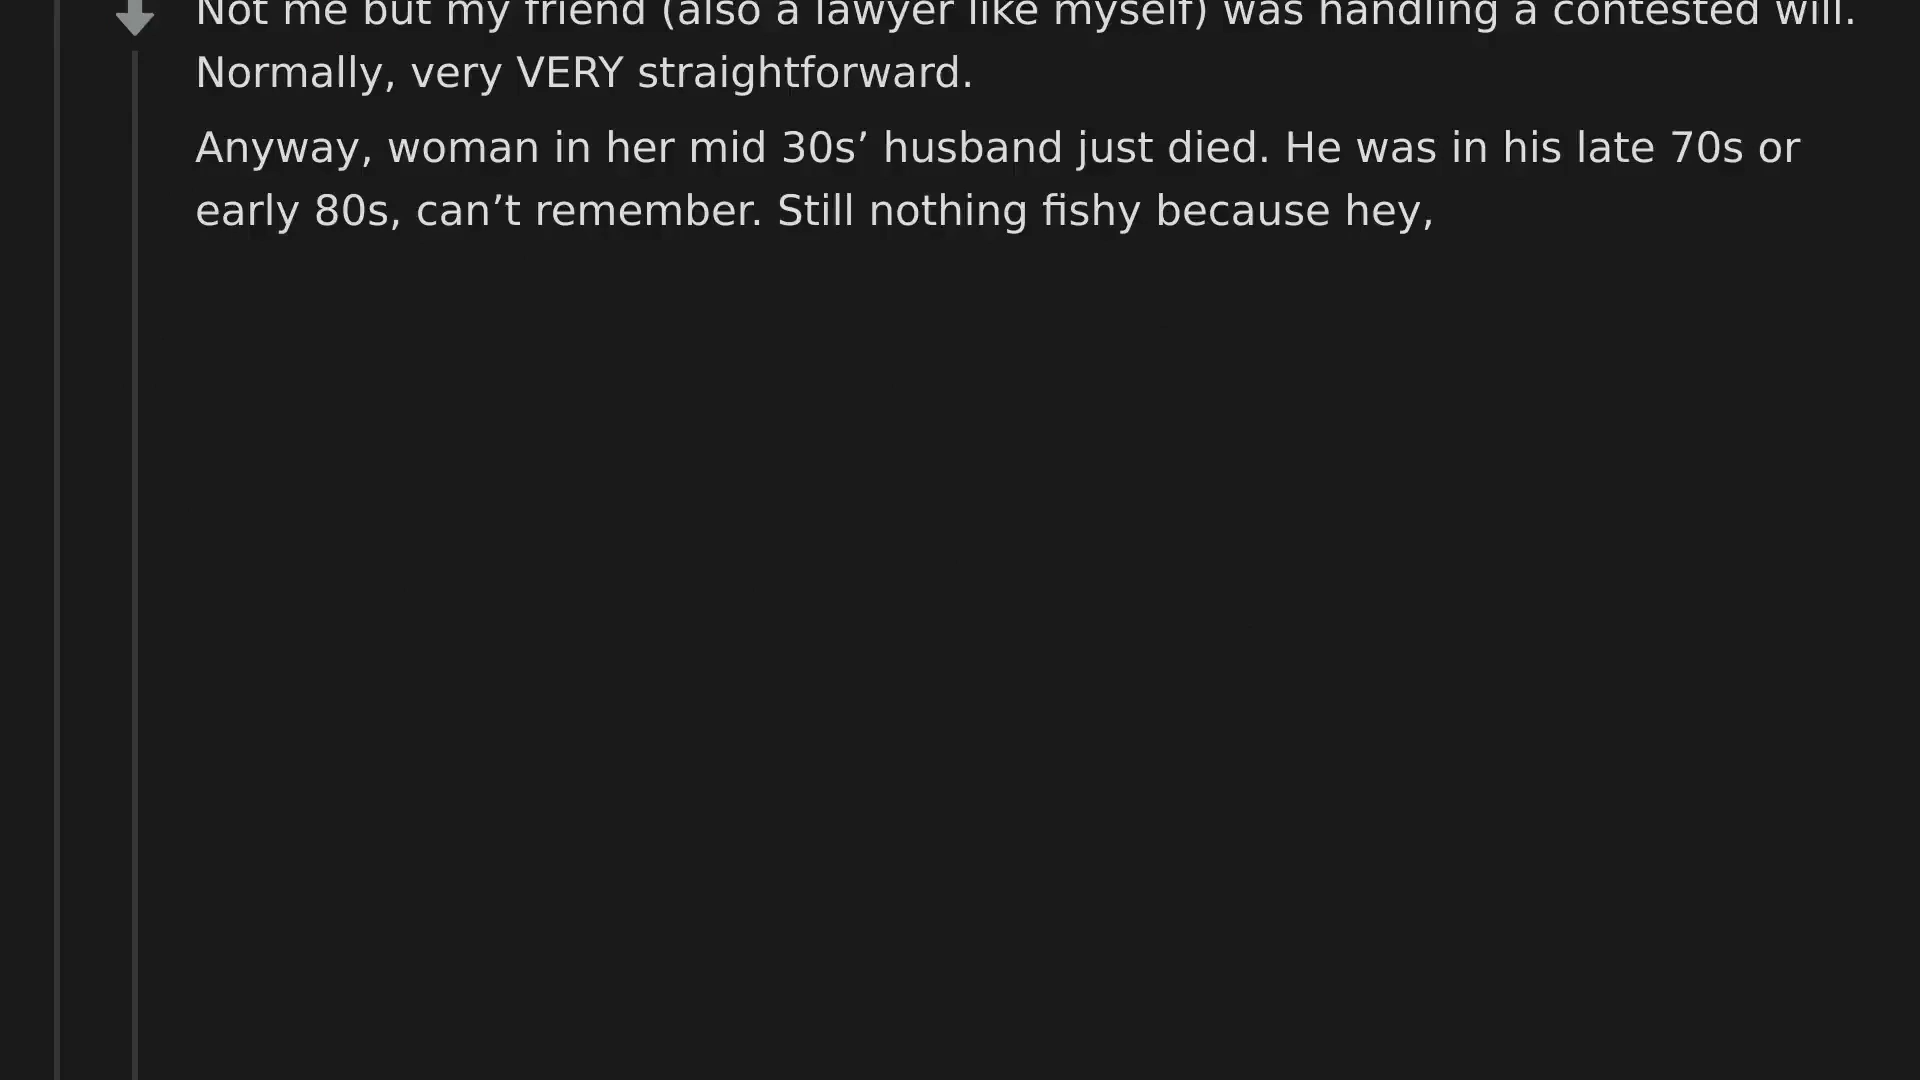 Not me but my friend (also a lawyer like myself) was handling a contested will.
Normally, very VERY straightforward.
Anyway, woman in her mid 30s’ husband just died. He was in his late 70s or
early 80s, can’t remember. Still nothing fishy because hey,